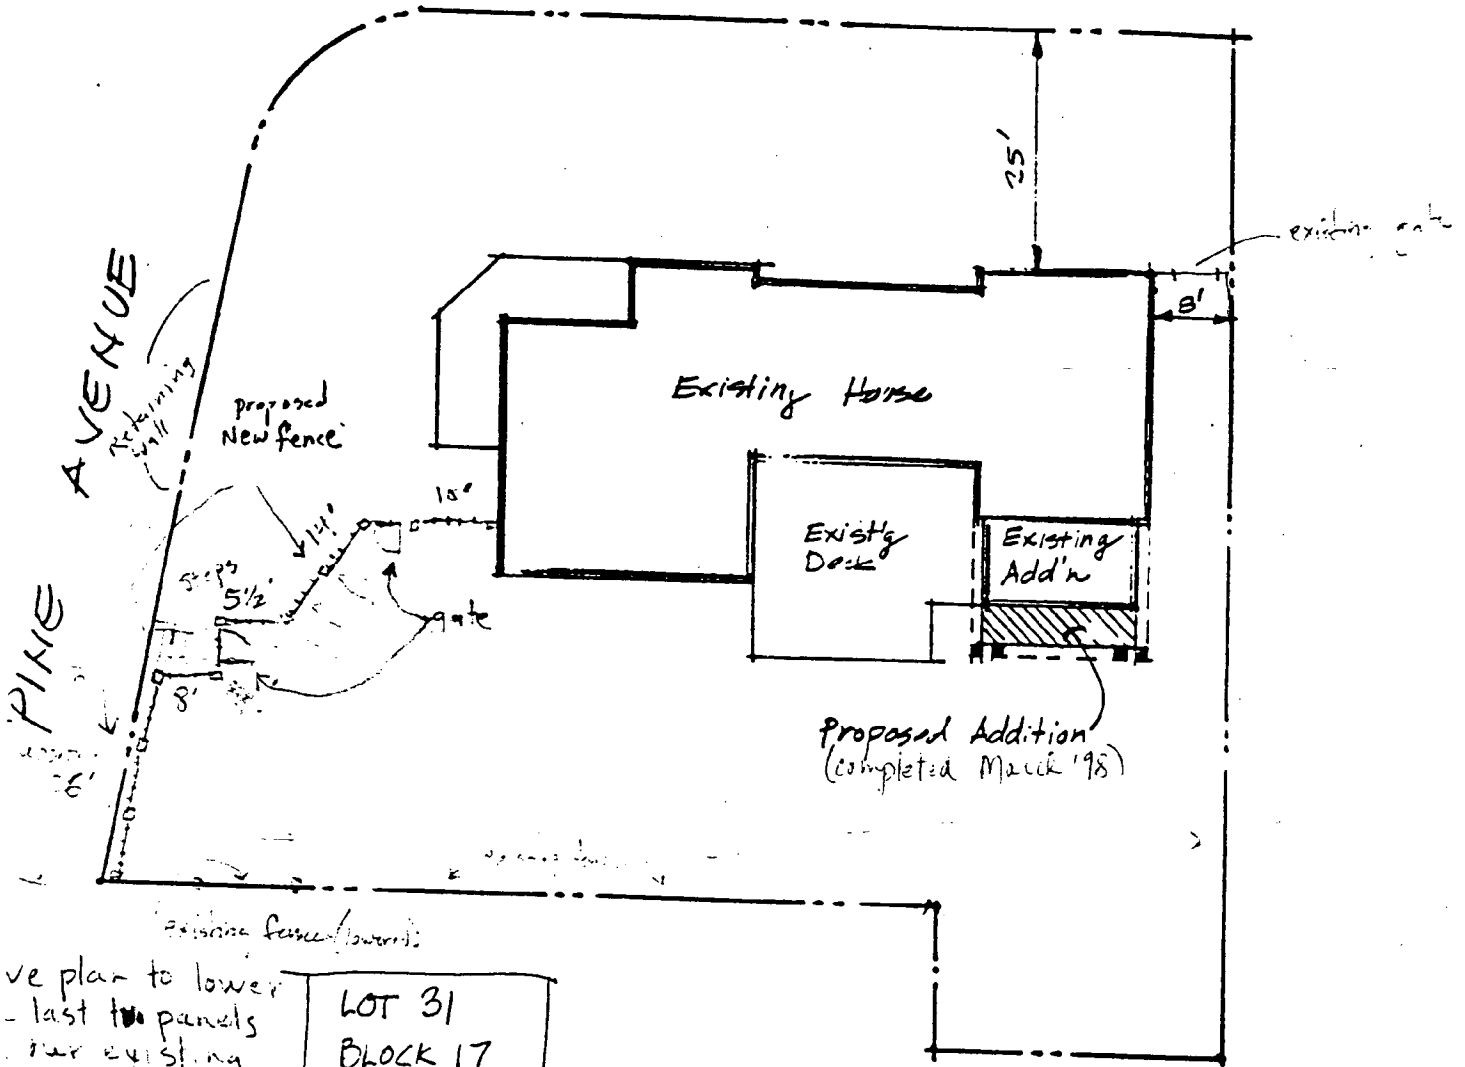 25'
existing gate
8'
PINE AVENUE
Retaining
wall
proposed
New fence
Existing House
14'
Steps
5½'
gate
8'
6'
Exist'g
Deck
Existing
Add'n
Proposed Addition
(completed March '98)
existing fence
ve plan to lower
last two panels
existing
LOT 31
BLOCK 17